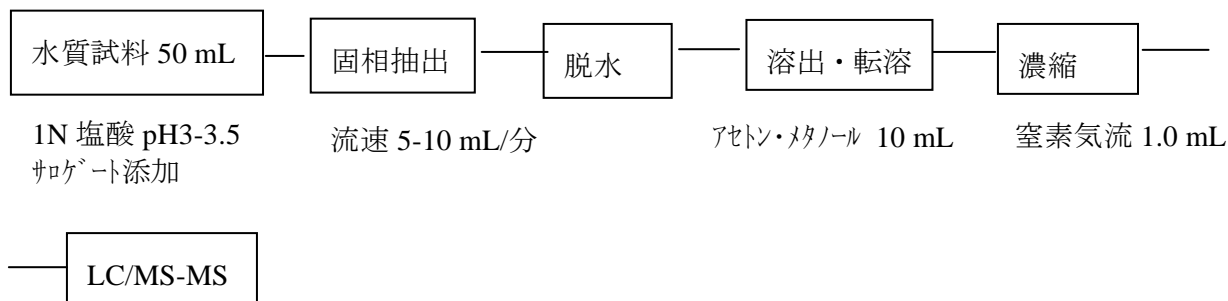 水質試料 50 mL
固相抽出
脱水
溶出・転溶
濃縮
1N 塩酸 pH3-3.5
ｻﾛｹﾞｰﾄ添加
流速 5-10 mL/分
ｱｾﾄﾝ・ﾒﾀﾉｰﾙ 10 mL
窒素気流 1.0 mL
LC/MS-MS